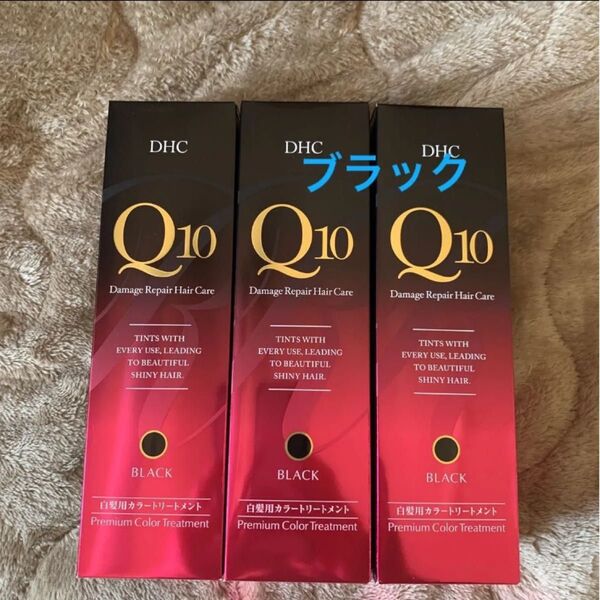 DHC
Q10
Damage Repair Hair Care
TINTS WITH
EVERY USE, LEADING
TO BEAUTIFUL
SHINY HAIR.
BLACK
白髪用カラートリートメント
Premium Color Treatment
DHC
ブラック
Q10
Damage Repair Hair Care
TINTS WITH
EVERY USE, LEADING
TO BEAUTIFUL
SHINY HAIR.
BLACK
白髪用カラートリートメント
Premium Color Treatment
DHC
Q10
Damage Repair Hair Care
TINTS WITH
EVERY USE, LEADING
TO BEAUTIFUL
SHINY HAIR.
BLACK
白髪用カラートリートメント
Premium Color Treatment